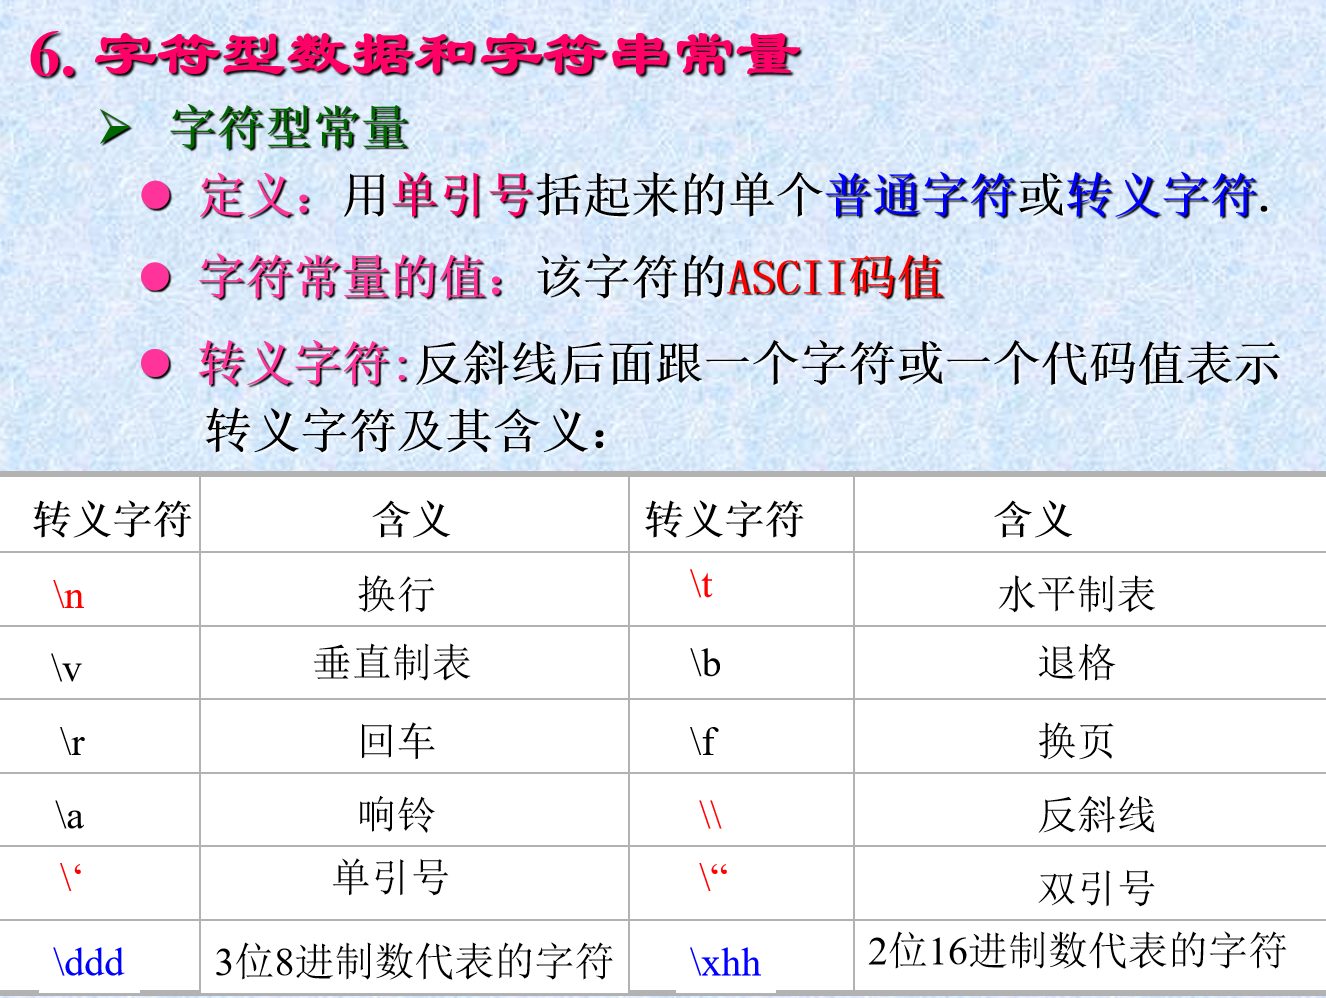 6. 字符型数据和字符串常量
字符型常量
定义：用单引号括起来的单个普通字符或转义字符.
字符常量的值：该字符的ASCII码值
转义字符:反斜线后面跟一个字符或一个代码值表示
转义字符及其含义：
转义字符 含义 转义字符 含义
\n 换行 \t 水平制表
\v 垂直制表 \b 退格
\r 回车 \f 换页
\a 响铃 \\ 反斜线
\‘ 单引号 \“ 双引号
\ddd 3位8进制数代表的字符 \xhh 2位16进制数代表的字符